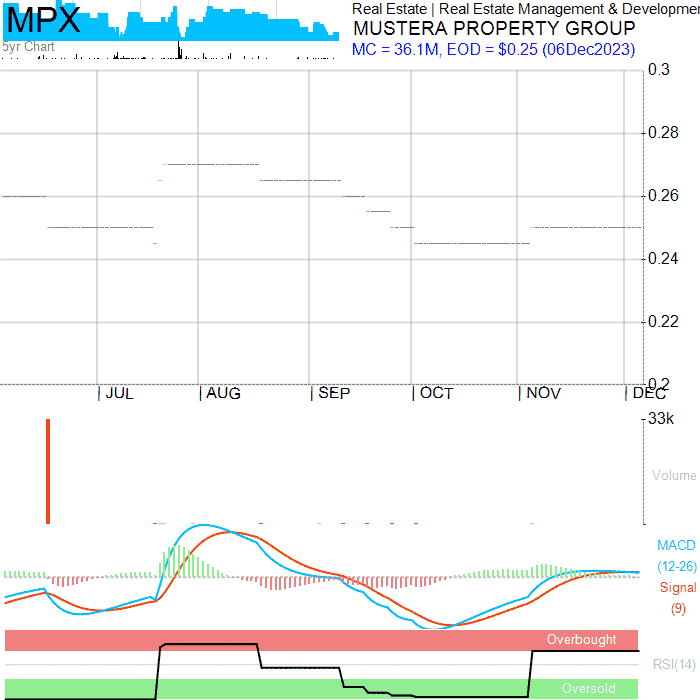 MPX
Real Estate | Real Estate Management & Developmen
MUSTERA PROPERTY GROUP
5yr Chart
MC = 36.1M, EOD = $0.25 (06Dec2023)
0.3
0.28
0.26
0.24
0.22
0.2
| JUL | AUG | SEP | OCT | NOV | DEC
33k
Volume
MACD
(12-26)
Signal
(9)
Overbought
RSI(14)
Oversold